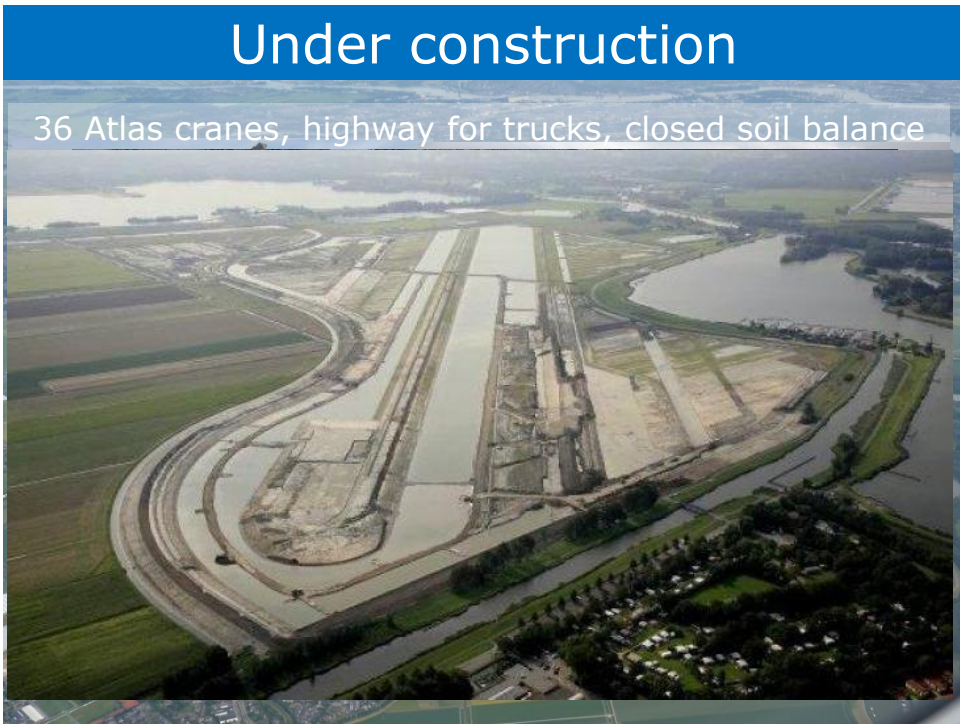 Under construction
36 Atlas cranes, highway for trucks, closed soil balance